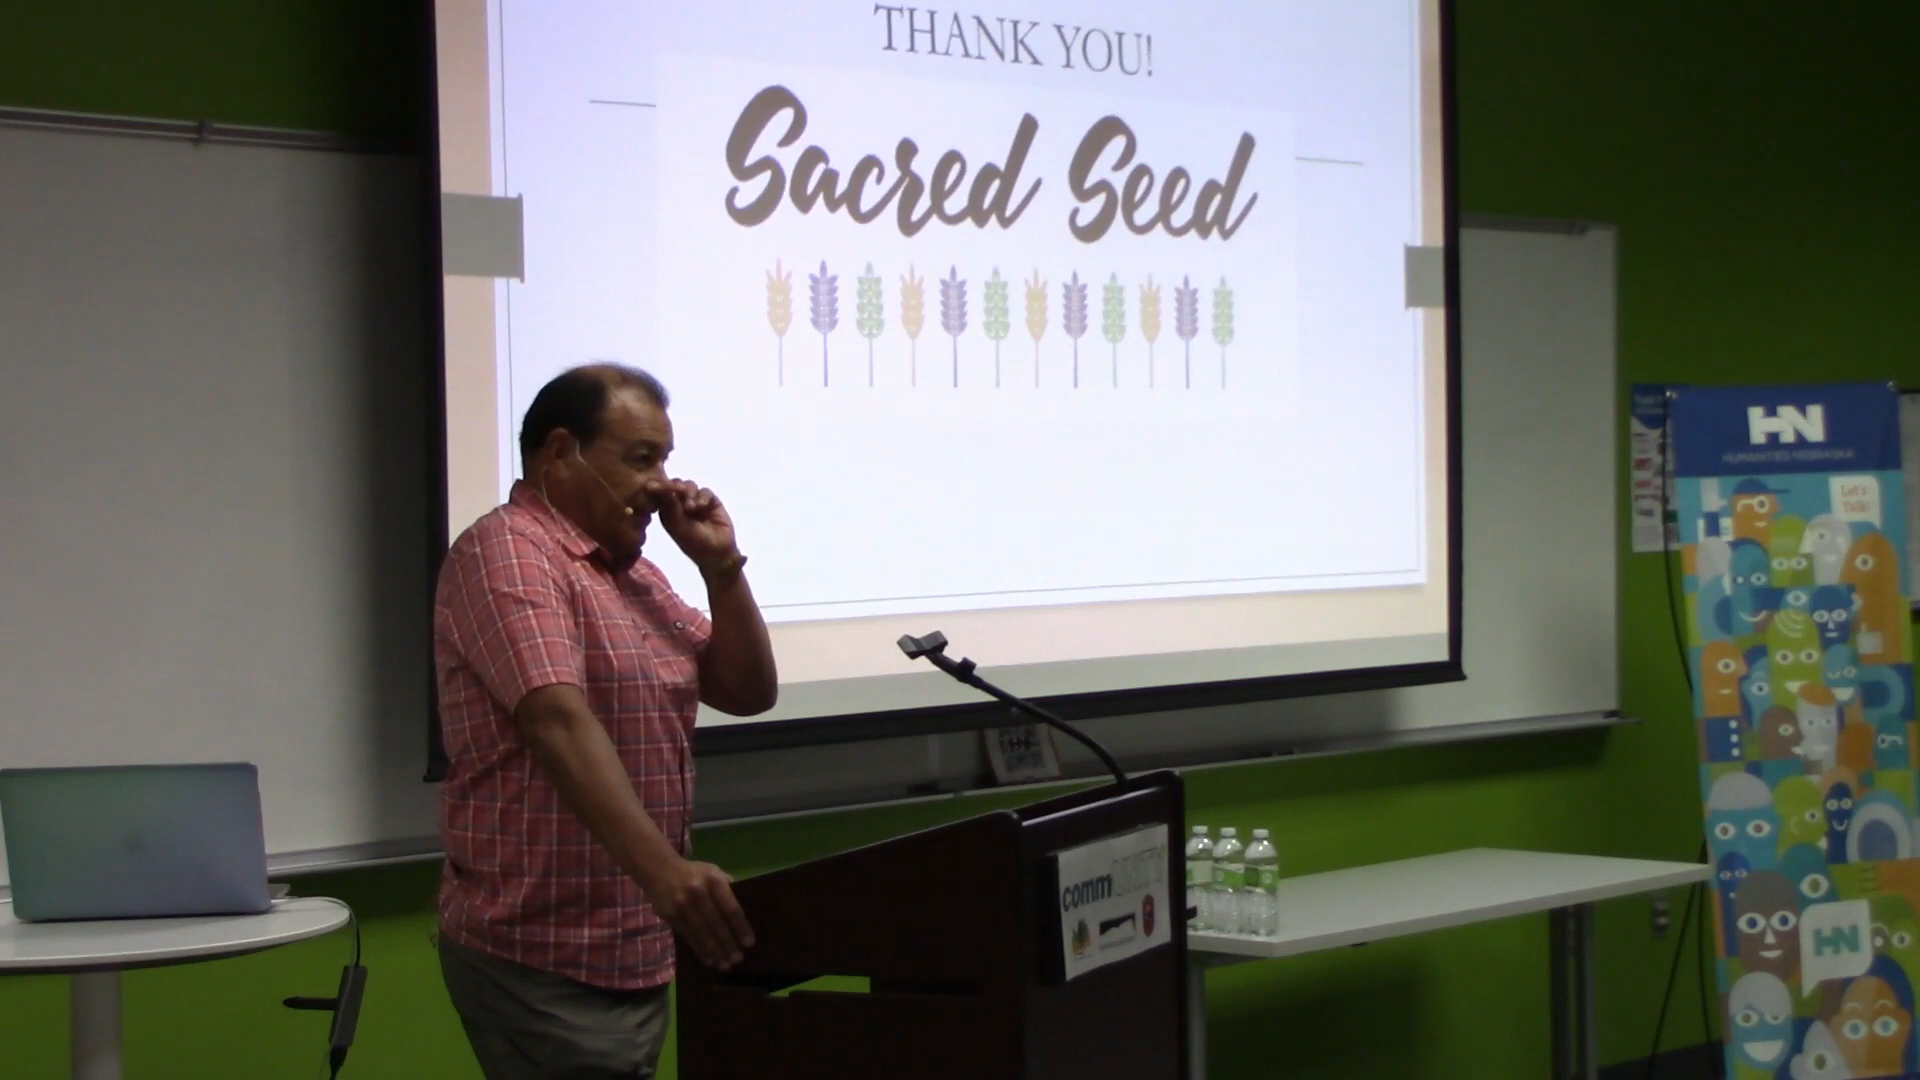 THANK YOU!
Sacred Seed
HN
HUMANITIES NEBRASKA
Let's
Talk!
comm
HN